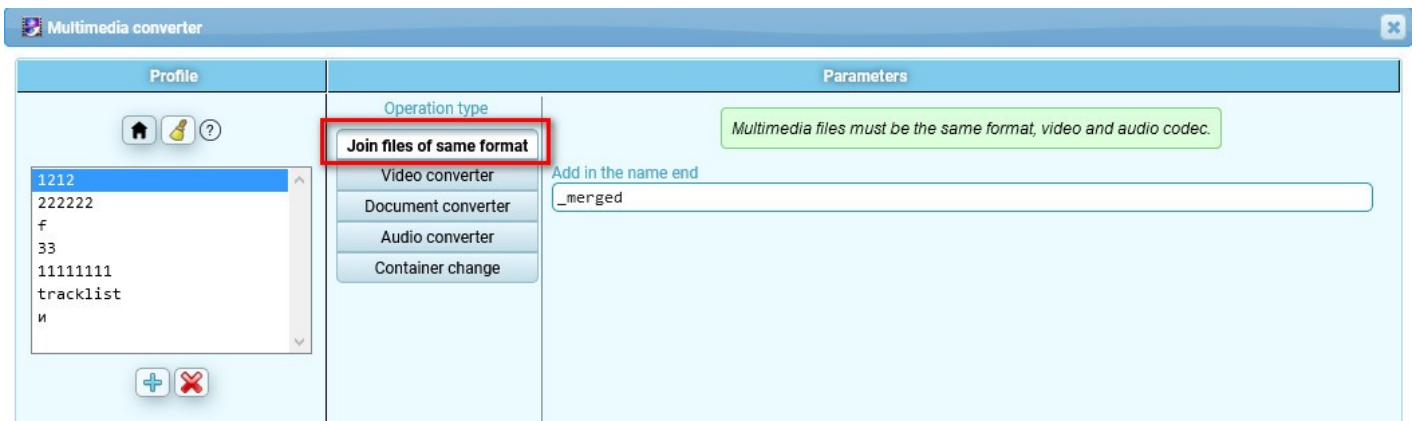 Multimedia converter
Profile
Parameters
?
1212
222222
f
33
11111111
tracklist
и
Operation type
Join files of same format
Video converter
Document converter
Audio converter
Container change
Multimedia files must be the same format, video and audio codec.
Add in the name end
_merged